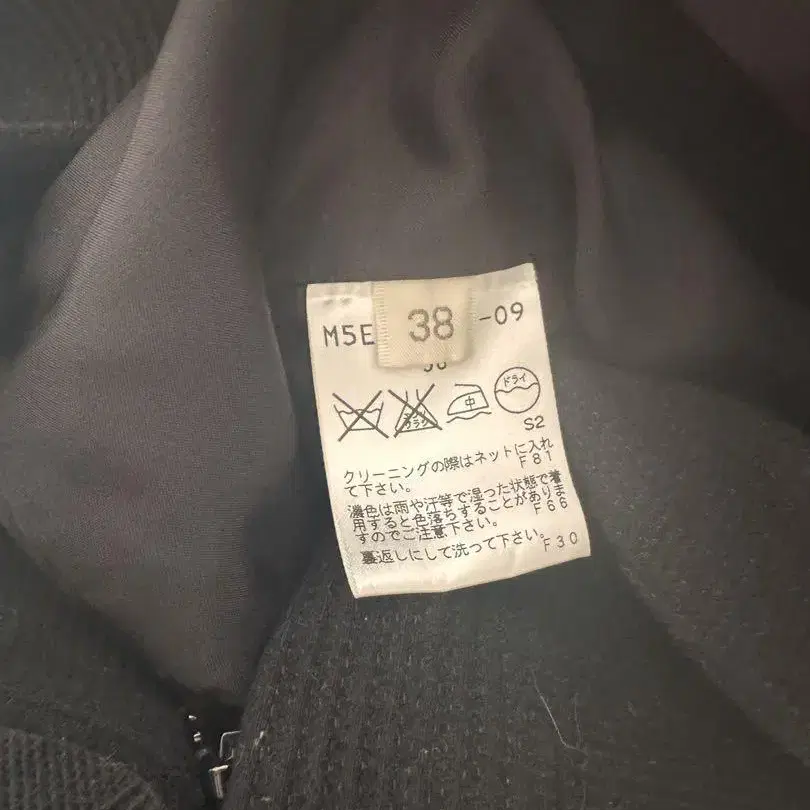 M5E 38 -09
中 ドライ
S2
クリーニングの際はネットに入れ
て下さい。 F81
濃色は雨や汗等で湿った状態で着
用すると色落ちすることがありま
すのでご注意下さい。 F66
裏返しにして洗って下さい。 F30